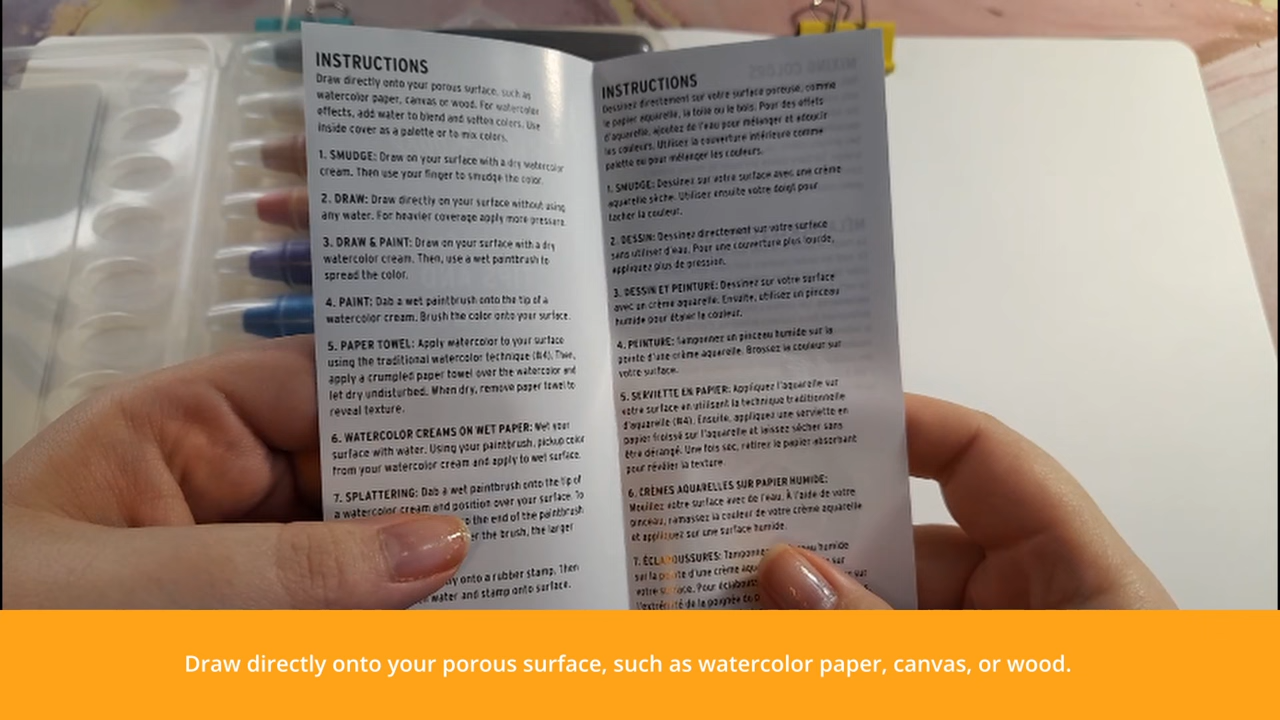 INSTRUCTIONS
Draw directly onto your porous surface, such as
watercolor paper, canvas or wood. For watercolor
effects, add water to blend and soften colors. Use
inside cover as a palette or to mix colors.
1. SMUDGE: Draw on your surface with a dry watercolor
cream. Then use your finger to smudge the color.
2. DRAW: Draw directly on your surface without using
any water. For heavier coverage apply more pressure.
3. DRAW & PAINT: Draw on your surface with a dry
watercolor cream. Then, use a wet paintbrush to
spread the color.
4. PAINT: Dab a wet paintbrush onto the tip of a
watercolor cream. Brush the color onto your surface.
5. PAPER TOWEL: Apply watercolor to your surface
using the traditional watercolor technique (#4). Then,
apply a crumpled paper towel over the watercolor and
let dry undisturbed. When dry, remove paper towel to
reveal texture.
6. WATERCOLOR CREAMS ON WET PAPER: Wet your
surface with water. Using your paintbrush, pickup color
from your watercolor cream and apply to wet surface.
7. SPLATTERING: Dab a wet paintbrush onto the tip of
a watercolor cream and position over your surface. To
the end of the paintbrush
the brush, the larger
onto a rubber stamp. Then
water and stamp onto surface.
INSTRUCTIONS
Dessinez directement sur votre surface poreuse, comme
le papier aquarelle, la toile ou le bois. Pour des effets
d'aquarelle, ajoutez de l'eau pour mélanger et adoucir
les couleurs. Utilisez la couverture intérieure comme
palette ou pour mélanger les couleurs.
1. SMUDGE: Dessinez sur votre surface avec une crème
aquarelle sèche. Utilisez ensuite votre doigt pour
tacher la couleur.
2. DESSIN: Dessinez directement sur votre surface
sans utiliser d'eau. Pour une couverture plus lourde,
appliquez plus de pression.
3. DESSIN ET PEINTURE: Dessinez sur votre surface
avec un crème aquarelle. Ensuite, utilisez un pinceau
humide pour étaler la couleur.
4. PEINTURE: Tamponnez un pinceau humide sur la
pointe d'une crème aquarelle. Brossez la couleur sur
votre surface.
5. SERVIETTE EN PAPIER: Appliquez l'aquarelle sur
votre surface en utilisant la technique traditionnelle
d'aquarelle (#4). Ensuite, appliquez une serviette en
papier froissé sur l'aquarelle et laissez sécher sans
être dérangé. Une fois sec, retirez le papier absorbant
pour révéler la texture.
6. CRÈMES AQUARELLES SUR PAPIER HUMIDE:
Mouillez votre surface avec de l'eau. À l'aide de votre
pinceau, ramassez la couleur de votre crème aquarelle
et appliquez sur une surface humide.
7. ÉCLABOUSSURES: Tamponnez humide
sur la pointe d'une crème sur
votre surface. Pour sur
l'extrémité de la poignée
Draw directly onto your porous surface, such as watercolor paper, canvas, or wood.